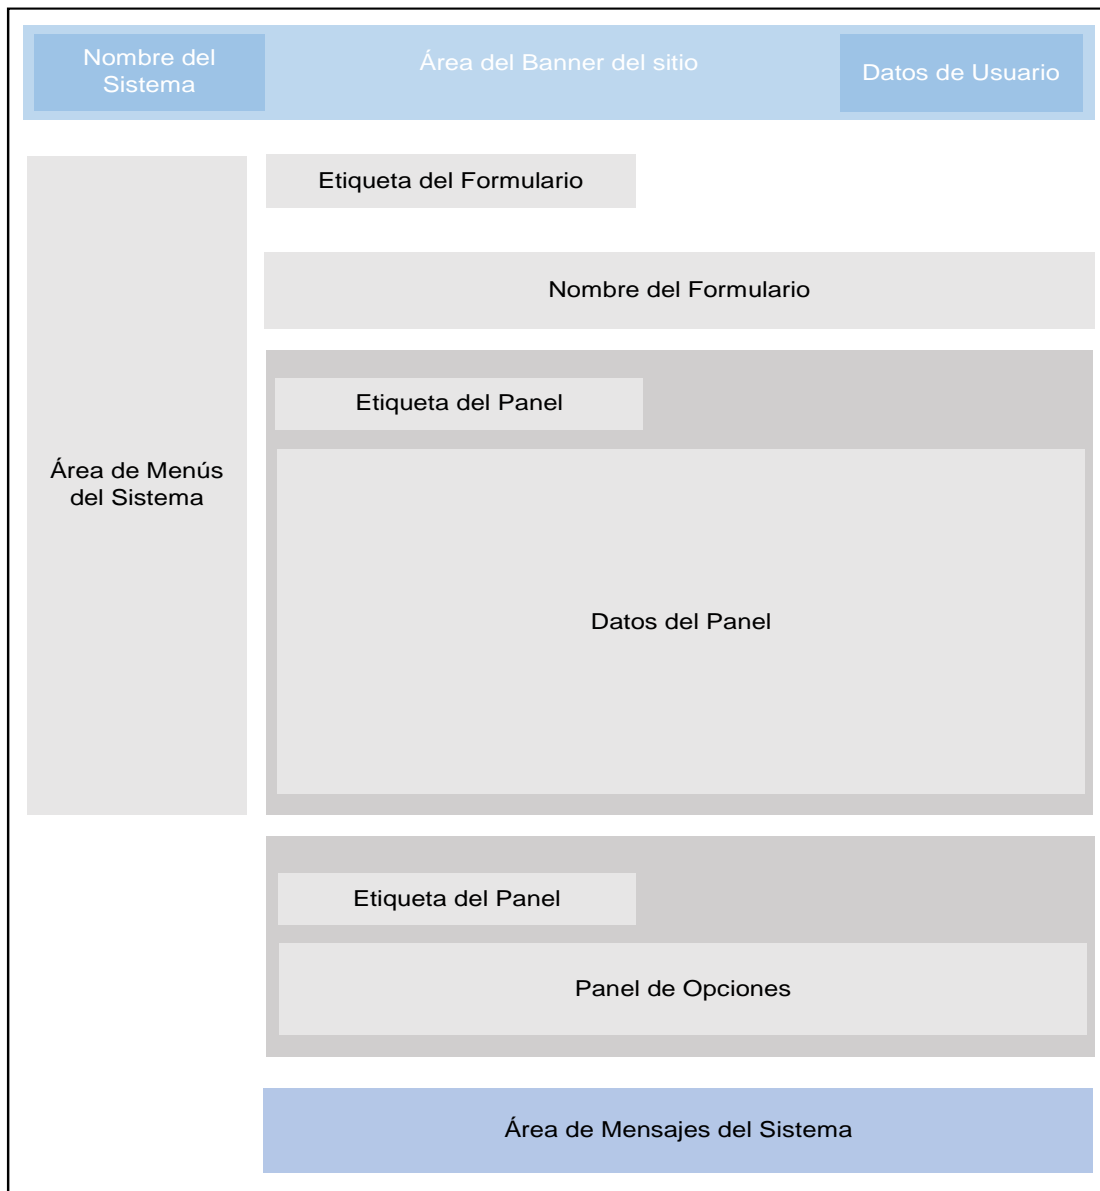 Nombre del
Sistema
Área del Banner del sitio
Datos de Usuario
Etiqueta del Formulario
Nombre del Formulario
Etiqueta del Panel
Área de Menús
del Sistema
Datos del Panel
Etiqueta del Panel
Panel de Opciones
Área de Mensajes del Sistema